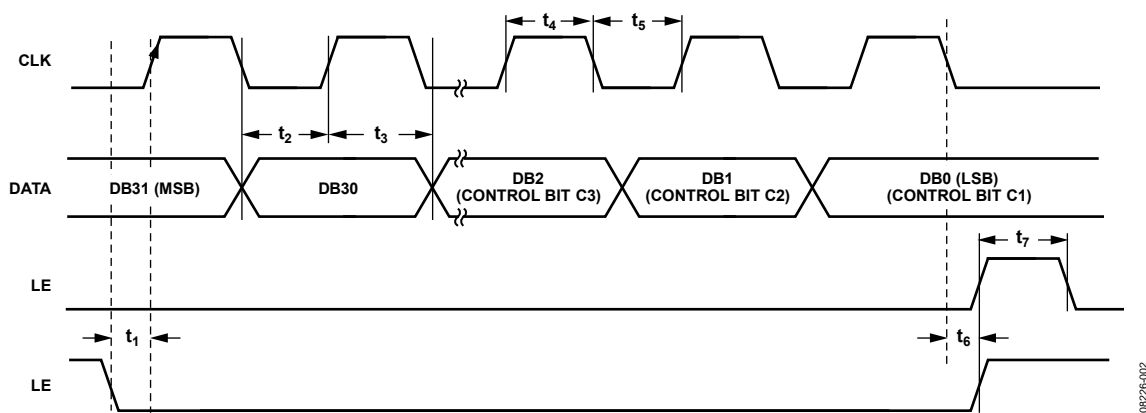 t4
t5
CLK
t2
t3
DATA
DB31 (MSB)
DB30
DB2
(CONTROL BIT C3)
DB1
(CONTROL BIT C2)
DB0 (LSB)
(CONTROL BIT C1)
t7
LE
t1
t6
LE
08226-002